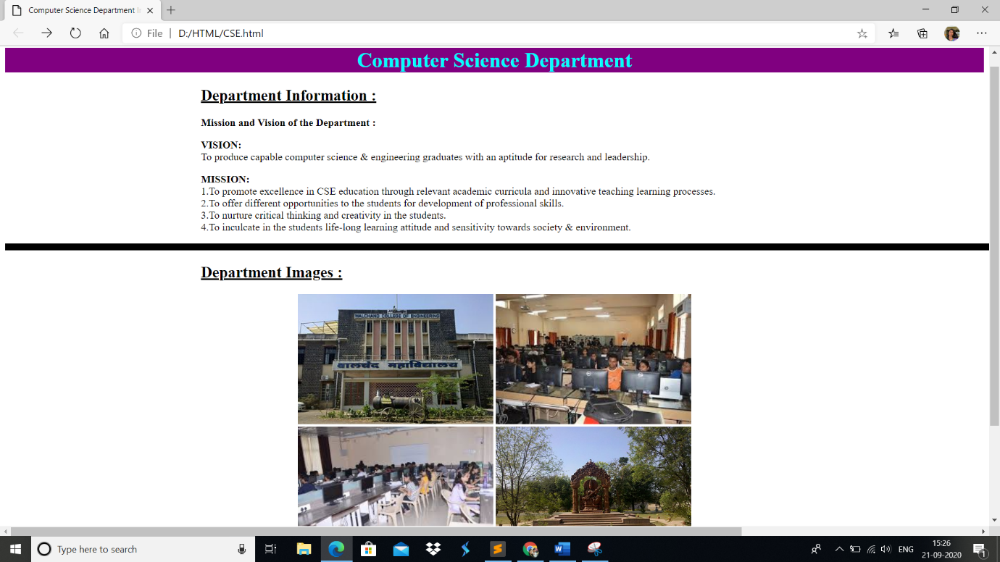 Computer Science Department I
File | D:/HTML/CSE.html
Computer Science Department
Department Information :
Mission and Vision of the Department :
VISION:
To produce capable computer science & engineering graduates with an aptitude for research and leadership.
MISSION:
1.To promote excellence in CSE education through relevant academic curricula and innovative teaching learning processes.
2.To offer different opportunities to the students for development of professional skills.
3.To nurture critical thinking and creativity in the students.
4.To inculcate in the students life-long learning attitude and sensitivity towards society & environment.
Department Images :
WALCHAND COLLEGE OF ENGINEERING
वालचंद महाविद्यालय
Type here to search
ENG
15:26
21-09-2020
1